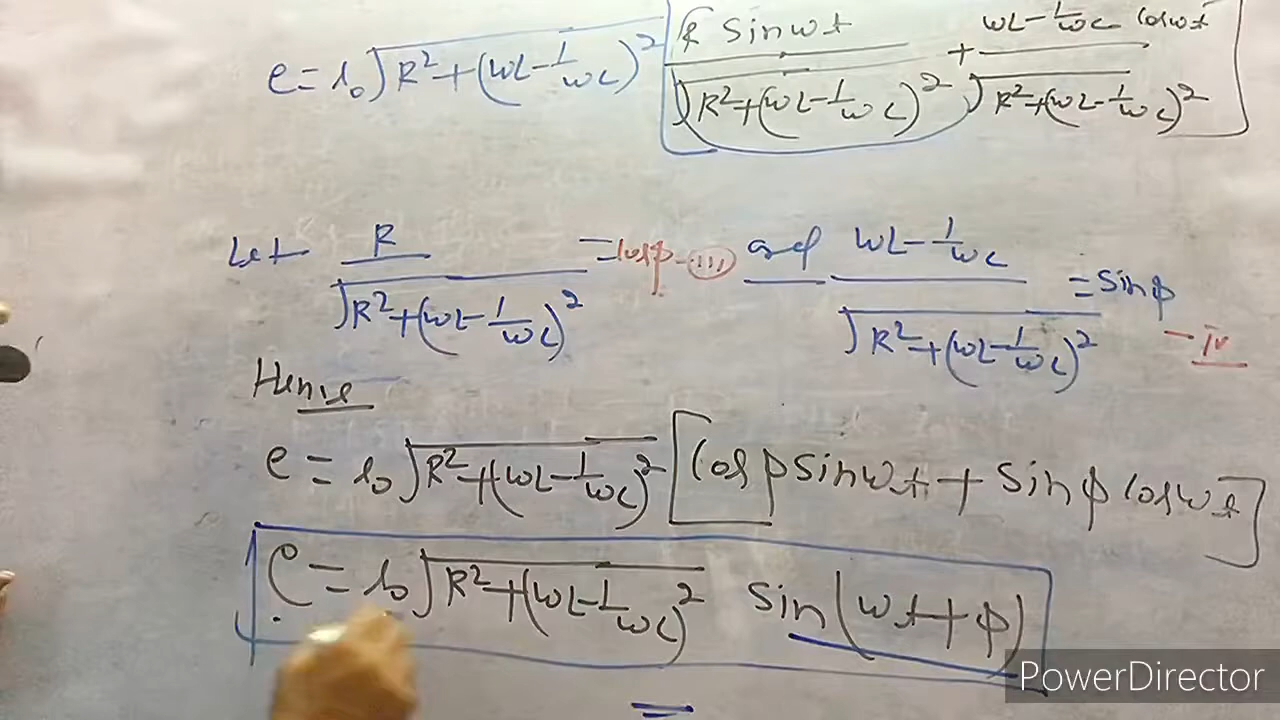 e = i₀ √R²+(ωL-1/ωC)² [R Sinωt / √R²+(ωL-1/ωC)² + ωL-1/ωC cosωt / √R²+(ωL-1/ωC)²]
Let R / √R²+(ωL-1/ωC)² = cosφ -iii and ωL-1/ωC / √R²+(ωL-1/ωC)² = Sinφ - iv
Hence
e = i₀ √R²+(ωL-1/ωC)² [Cosφ Sinωt + Sinφ cosωt]
e = i₀ √R²+(ωL-1/ωC)² Sin(ωt+φ)
PowerDirector